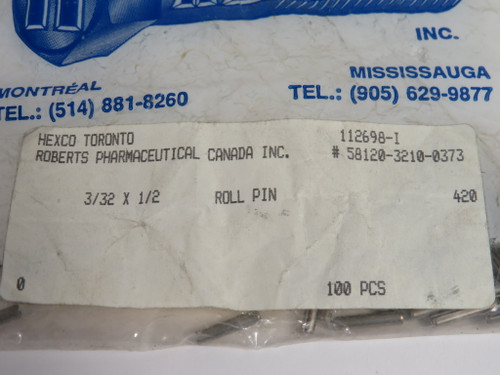 INC.
MONTRÉAL
MISSISSAUGA
TEL.: (514) 881-8260
TEL.: (905) 629-9877
HEXCO TORONTO 112698-I
ROBERTS PHARMACEUTICAL CANADA INC. # 58120-3210-0373
3/32 X 1/2 ROLL PIN 420
0 100 PCS